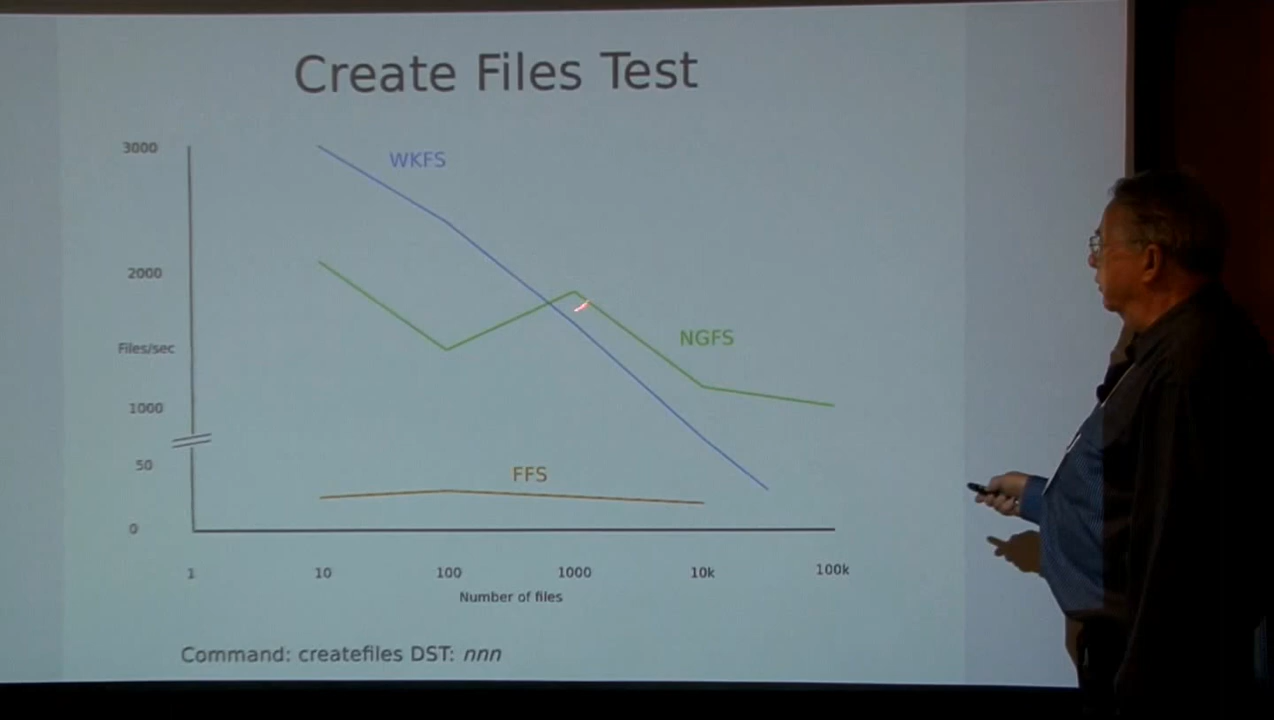 Create Files Test
3000
WKFS
2000
NGFS
Files/sec
1000
50
FFS
0
1 10 100 1000 10k 100k
Number of files
Command: createfiles DST: nnn